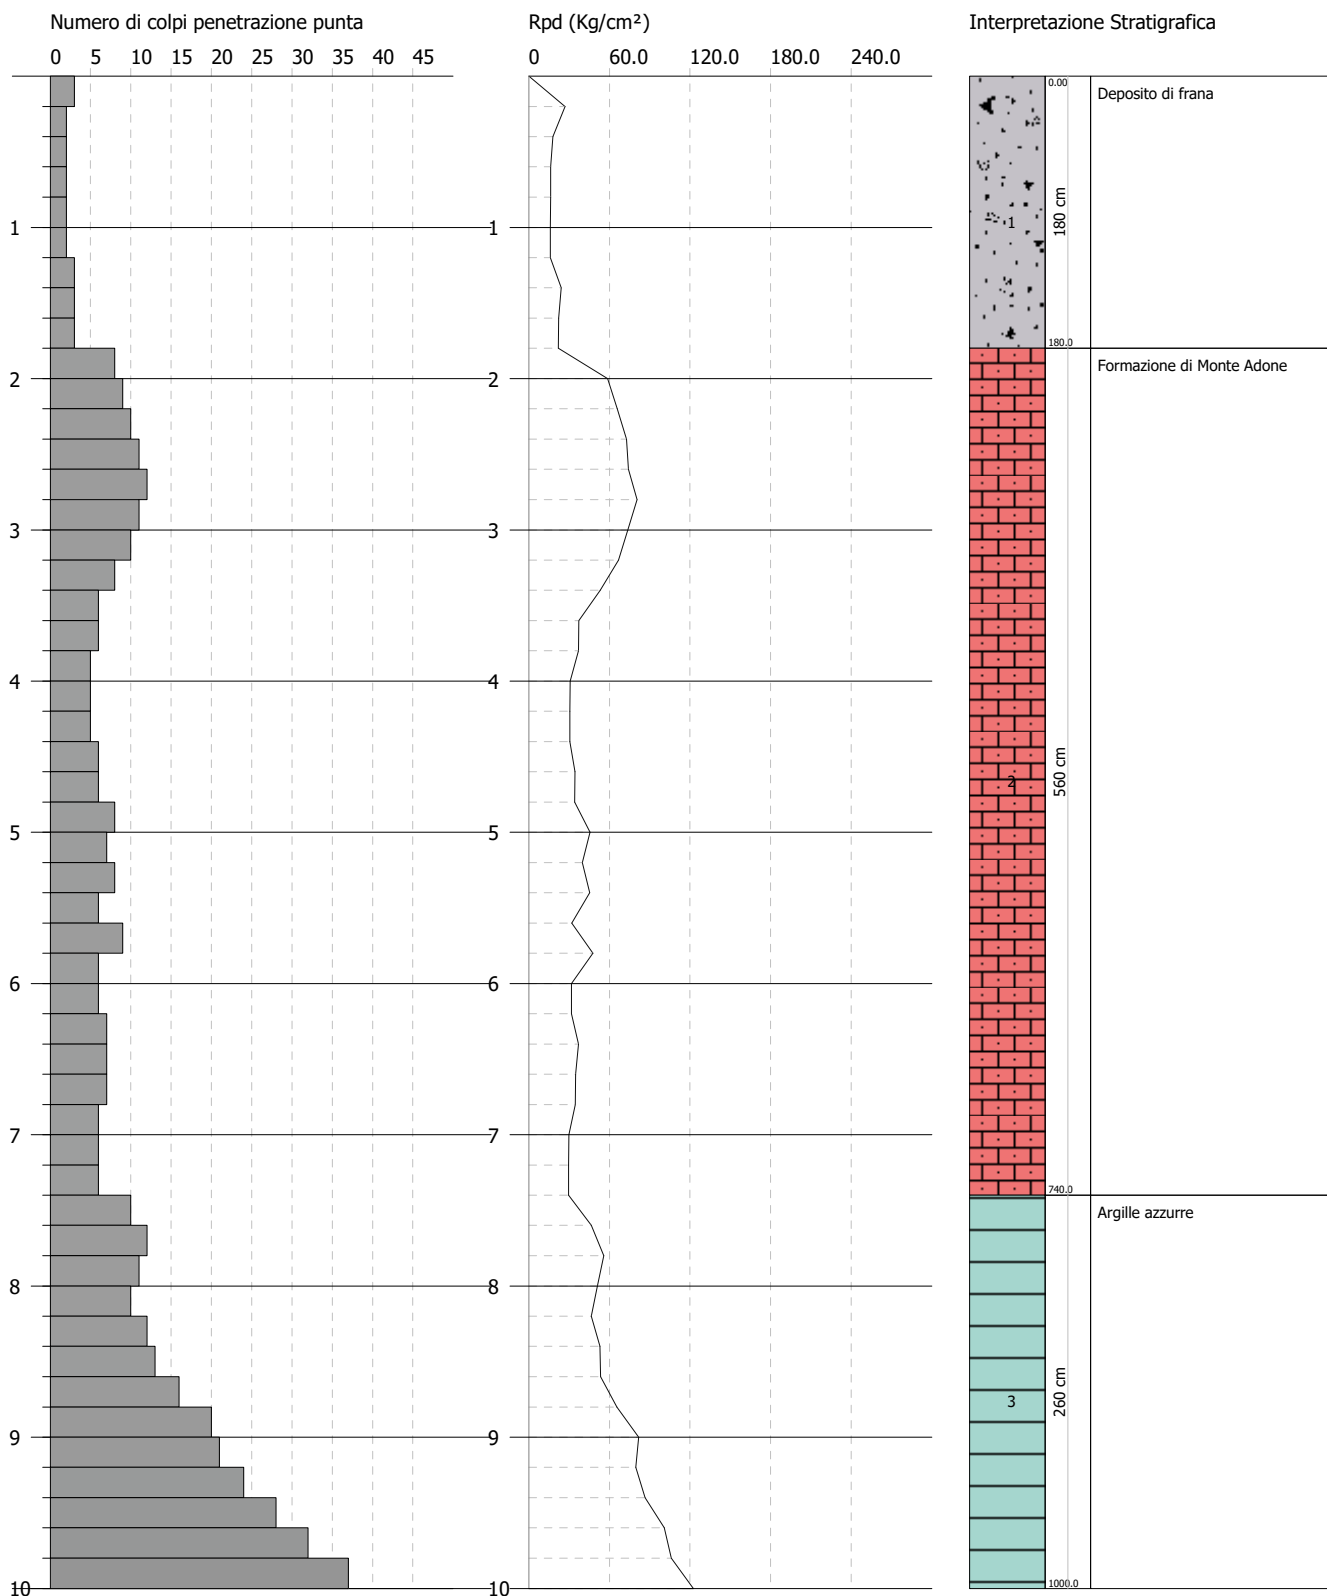 Numero di colpi penetrazione punta
Rpd (Kg/cm²)
Interpretazione Stratigrafica
0 5 10 15 20 25 30 35 40 45
0 60.0 120.0 180.0 240.0
0.00
Deposito di frana
180 cm
1
1
1
180.0
Formazione di Monte Adone
2
2
3
3
4
4
560 cm
2
5
5
6
6
7
7
740.0
Argille azzurre
8
8
260 cm
3
9
9
10
10
1000.0